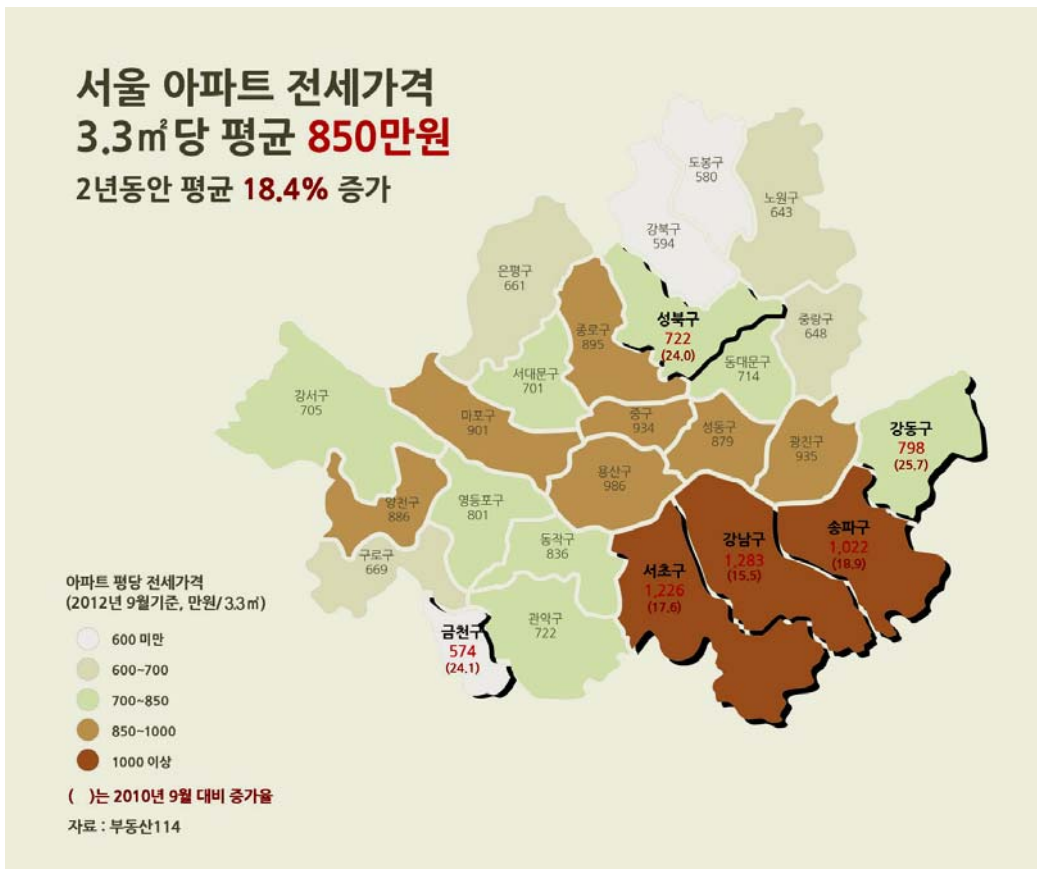 서울 아파트 전세가격
3.3㎡당 평균 850만원
2년동안 평균 18.4% 증가
도봉구
580
노원구
643
강북구
594
은평구
661
성북구
722
(24.0)
중랑구
648
종로구
895
동대문구
714
서대문구
701
강서구
705
마포구
901
중구
934
성동구
879
광진구
935
강동구
798
(25.7)
용산구
986
양천구
886
영등포구
801
동작구
836
구로구
669
서초구
1,226
(17.6)
강남구
1,283
(15.5)
송파구
1,022
(18.9)
금천구
574
(24.1)
관악구
722
아파트 평당 전세가격
(2012년 9월기준, 만원/3.3㎡)
600 미만
600~700
700~850
850~1000
1000 이상
( )는 2010년 9월 대비 증가율
자료 : 부동산114